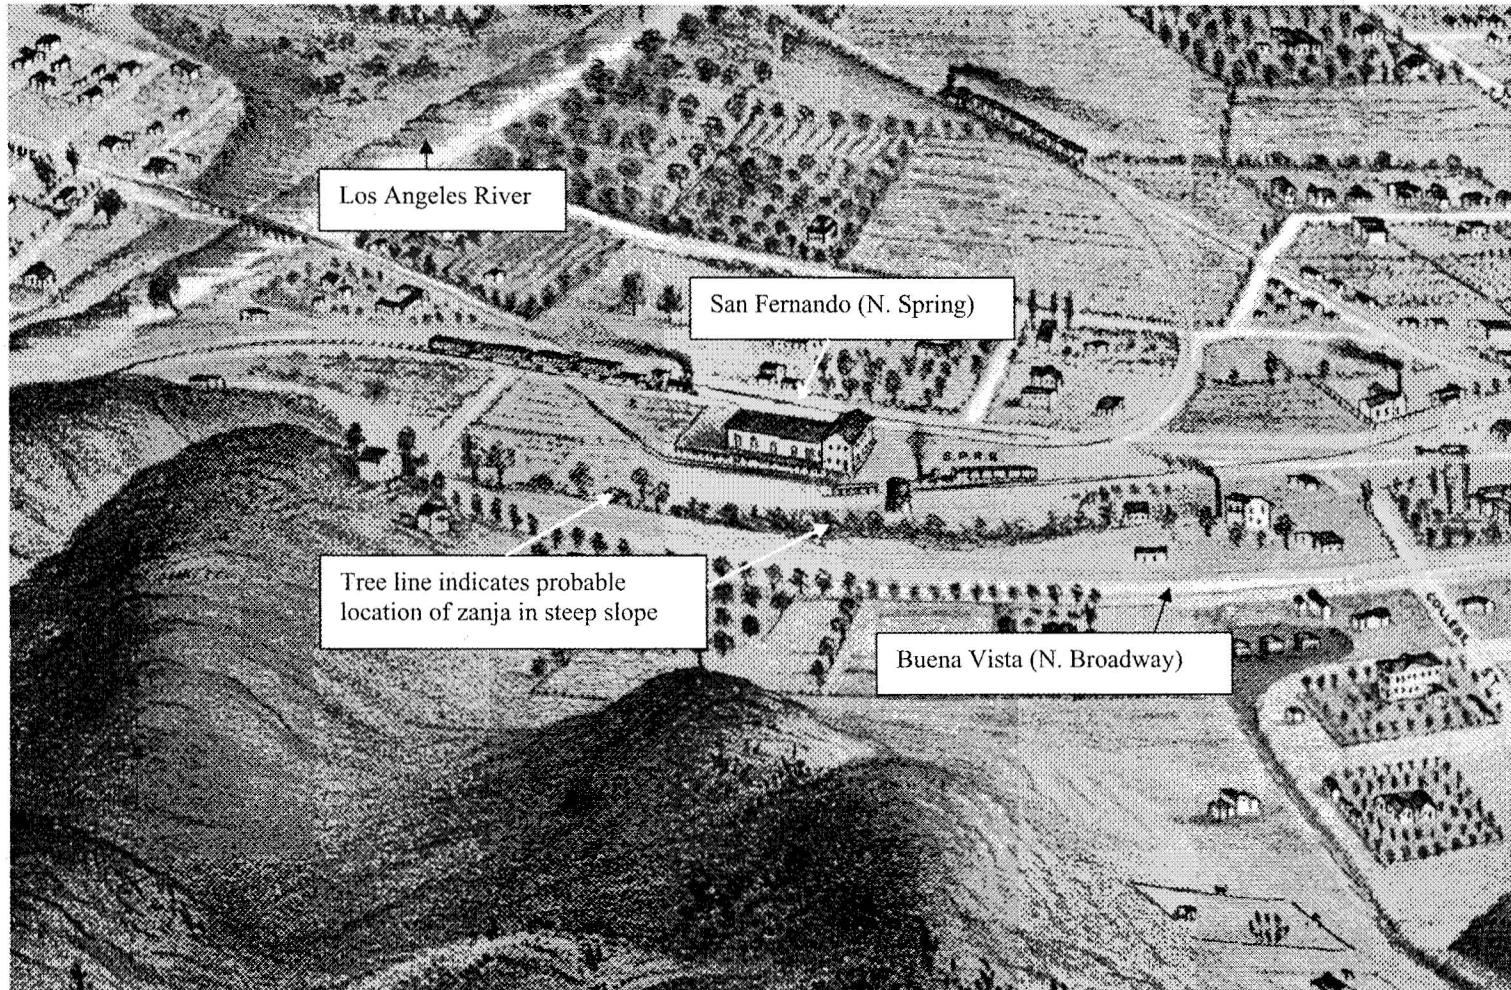 Los Angeles River
San Fernando (N. Spring)
S.P.R.R.
Tree line indicates probable
location of zanja in steep slope
Buena Vista (N. Broadway)
COLLEGE